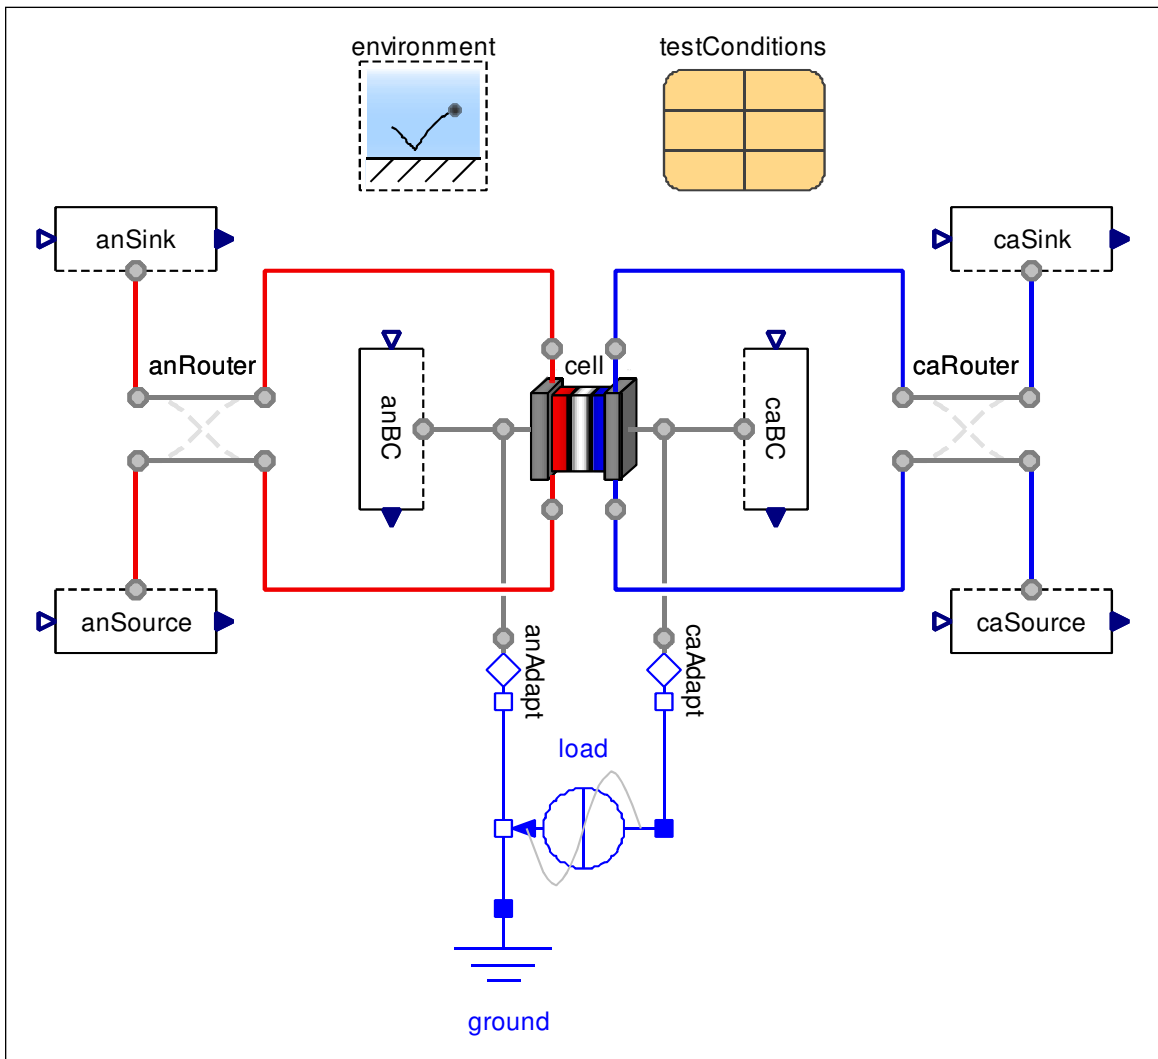 environment
testConditions
anSink
caSink
anRouter
cell
caRouter
anBC
caBC
anSource
caSource
anAdapt
caAdapt
load
ground